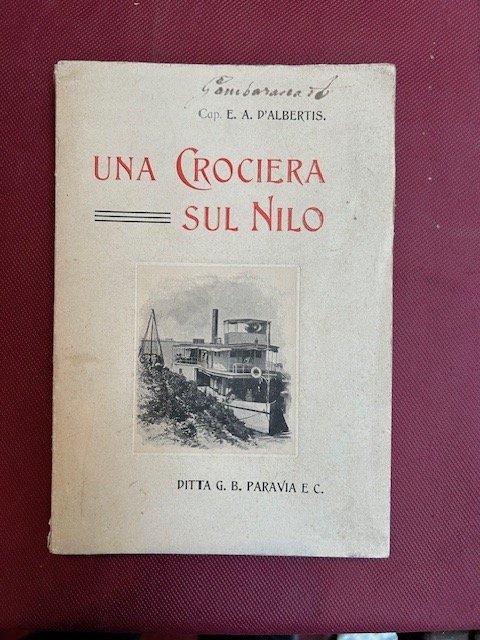 Cap. E. A. D'ALBERTIS.
UNA CROCIERA
SUL NILO
DITTA G. B. PARAVIA E C.